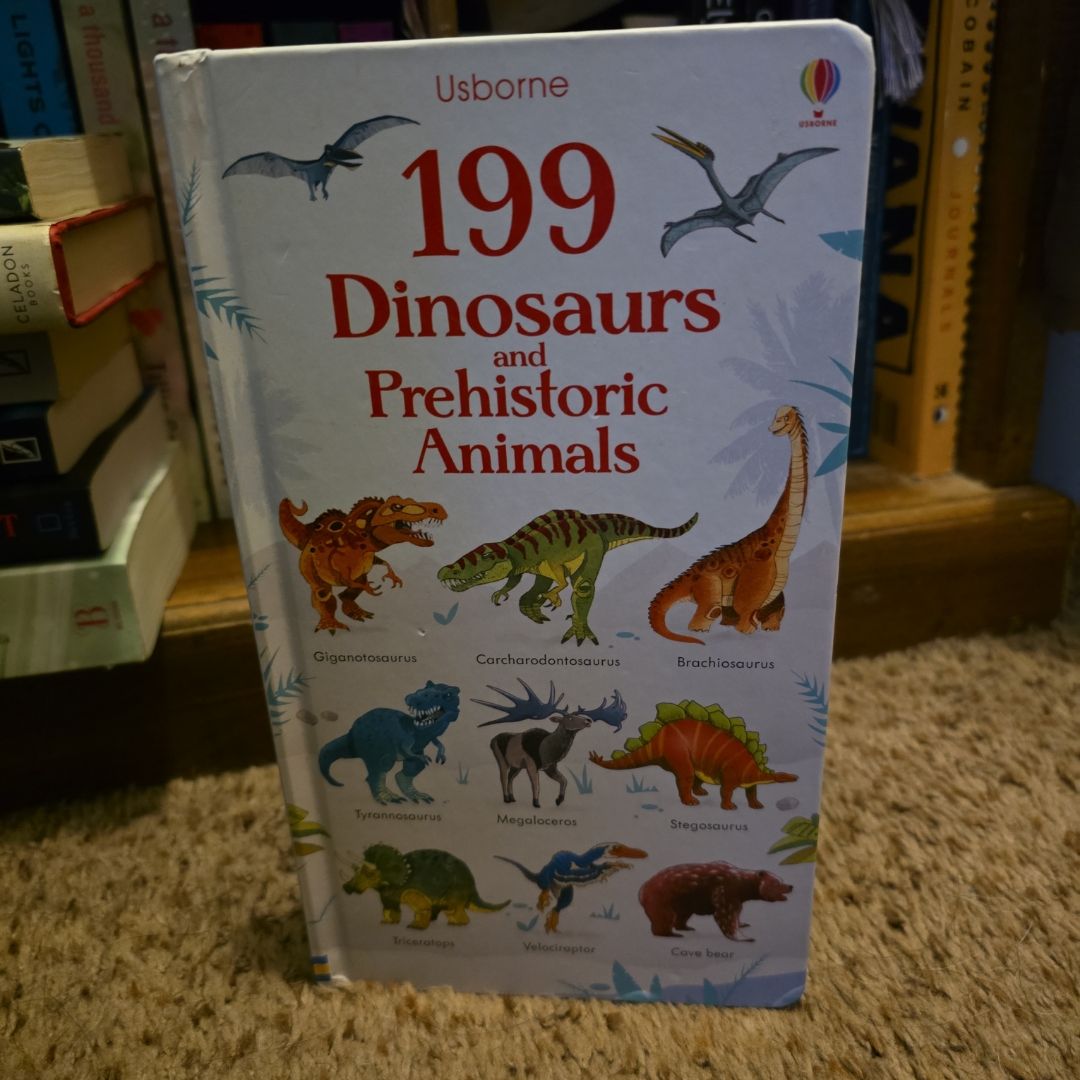 Usborne
USBORNE
199
Dinosaurs
and
Prehistoric
Animals
Giganotosaurus
Carcharodontosaurus
Brachiosaurus
Tyrannosaurus
Megaloceros
Stegosaurus
Triceratops
Velociraptor
Cave bear
LIGHTS
a thousand
CELADON
BOOKS
B
COBAIN
JOURNALS